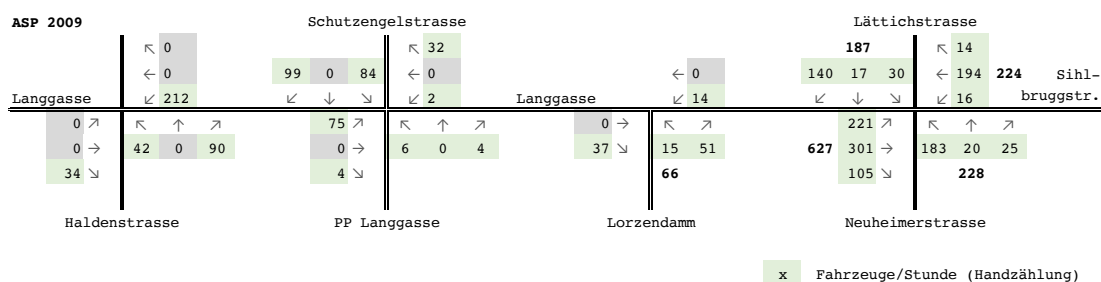 ASP 2009 Schutzengelstrasse Lättichstrasse
↖ 0 ↖ 32 187 ↖ 14
← 0 99 0 84 ← 0 ← 0 140 17 30 ← 194 224 Sihl-
Langgasse ↙ 212 ↙ ↓ ↘ ↙ 2 Langgasse ↙ 14 ↙ ↓ ↘ ↙ 16 bruggstr.
0 ↗ ↖ ↑ ↗ 75 ↗ ↖ ↑ ↗ 0 → ↖ ↗ 221 ↗ ↖ ↑ ↗
0 → 42 0 90 0 → 6 0 4 37 ↘ 15 51 627 301 → 183 20 25
34 ↘ 4 ↘ 66 105 ↘ 228
Haldenstrasse PP Langgasse Lorzendamm Neuheimerstrasse
x Fahrzeuge/Stunde (Handzählung)